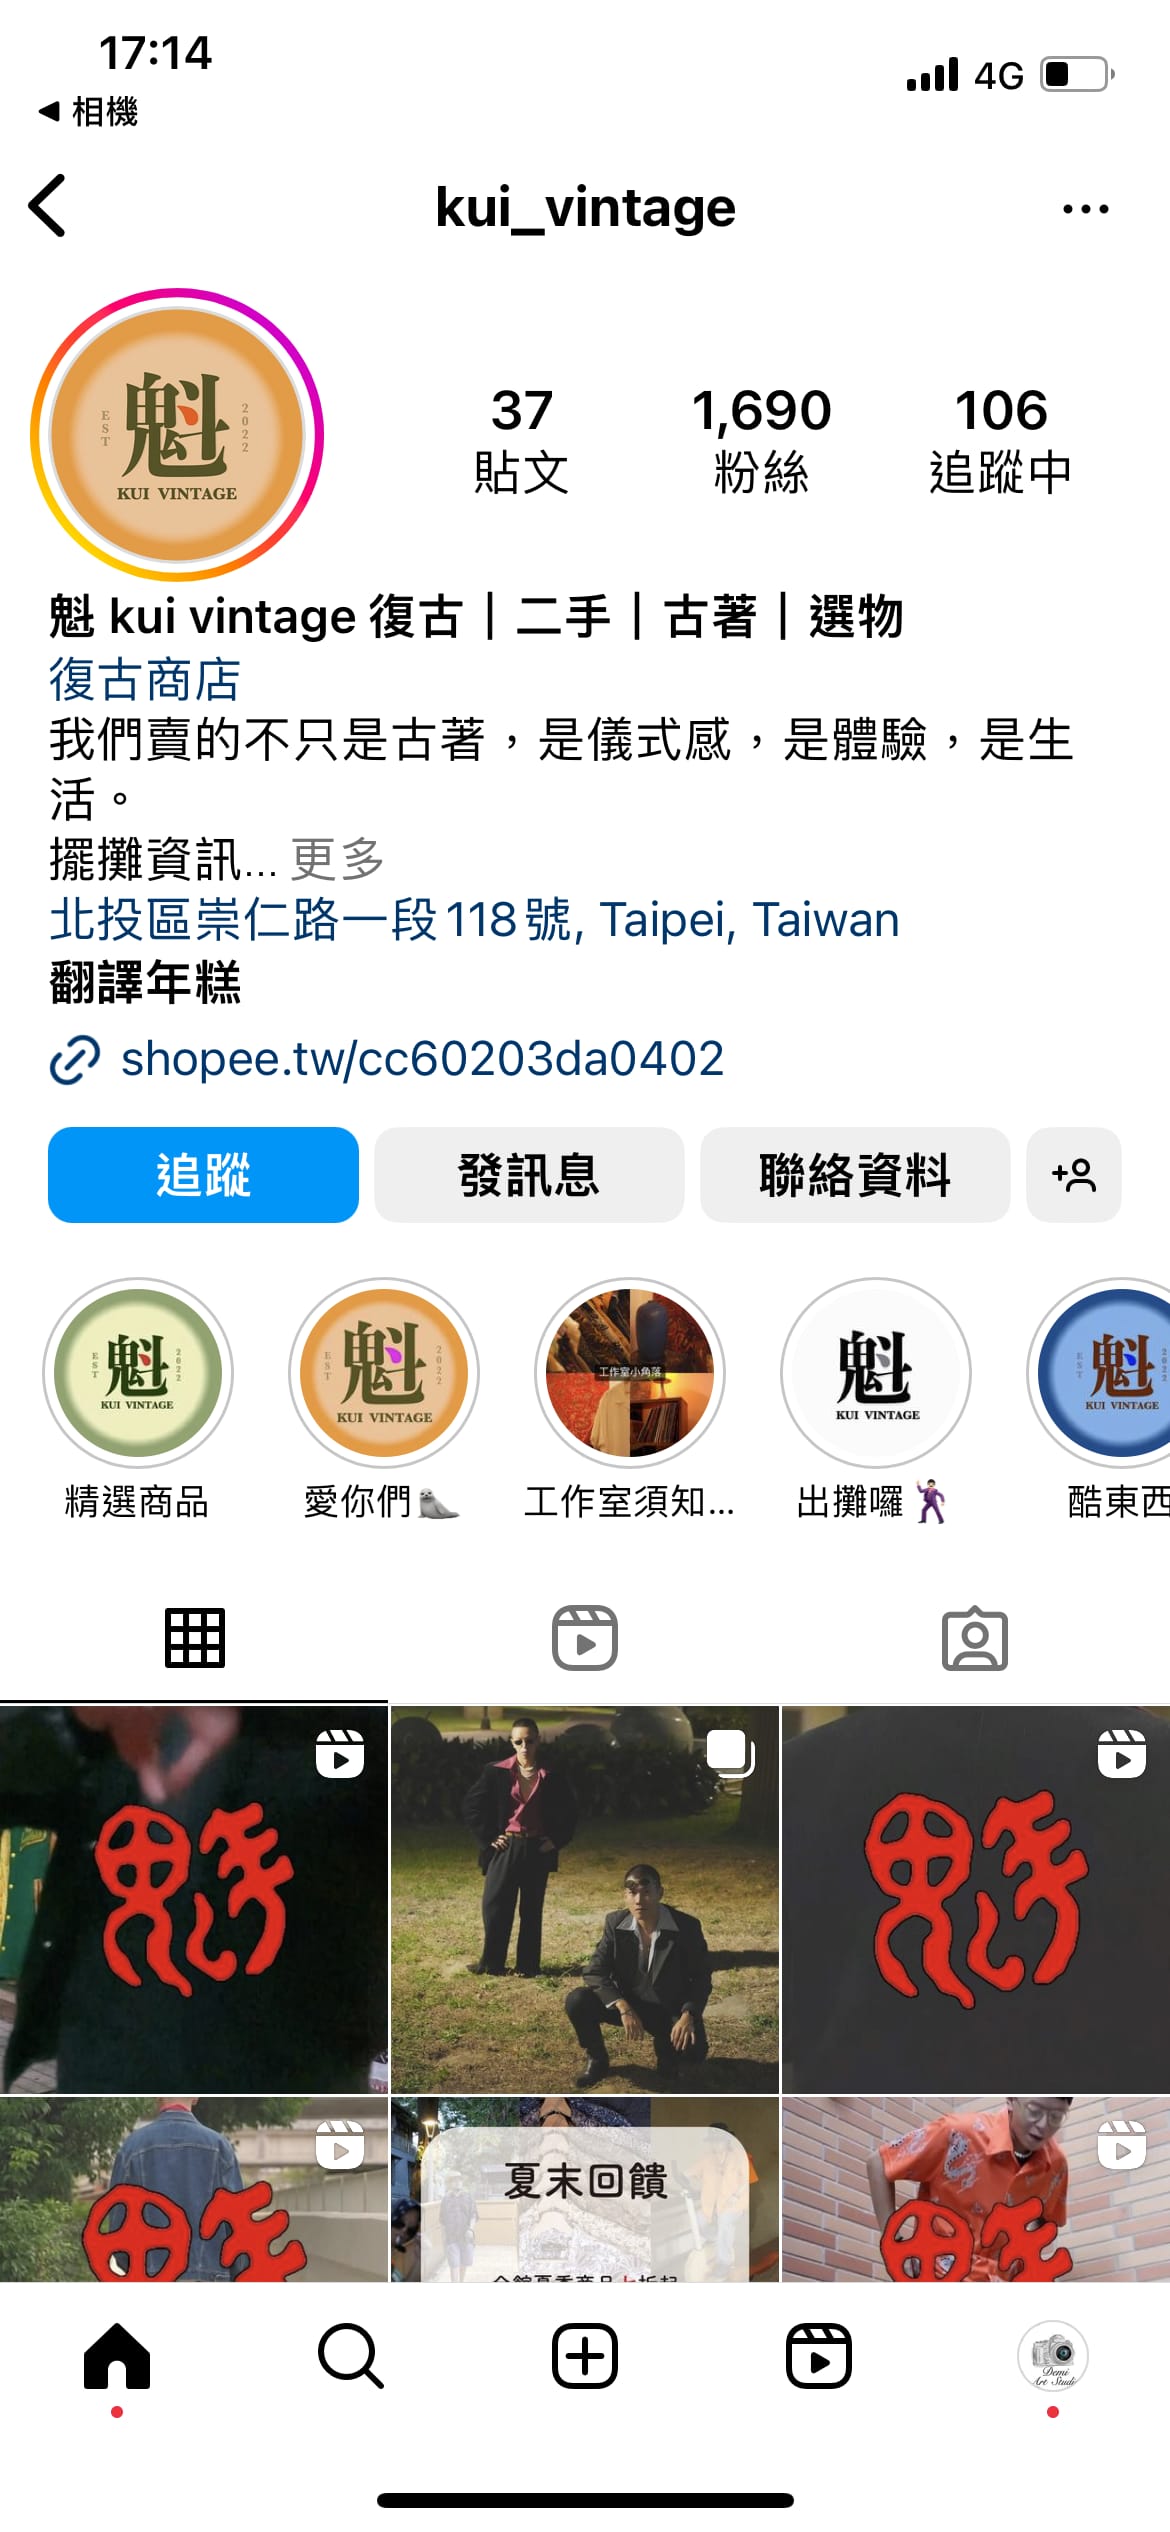 17:14
4G
◀ 相機
kui_vintage
魁
EST
2022
KUI VINTAGE
37
貼文
1,690
粉絲
106
追蹤中
魁 kui vintage 復古｜二手｜古著｜選物
復古商店
我們賣的不只是古著，是儀式感，是體驗，是生
活。
擺攤資訊... 更多
北投區崇仁路一段118號, Taipei, Taiwan
翻譯年糕
shopee.tw/cc60203da0402
追蹤
發訊息
聯絡資料
魁
EST
2022
KUI VINTAGE
魁
EST
2022
KUI VINTAGE
工作室小角落
魁
KUI VINTAGE
魁
EST
2022
KUI VINTAGE
精選商品
愛你們🦭
工作室須知...
出攤囉🕺
酷東西
魁
魁
夏末回饋
Demi